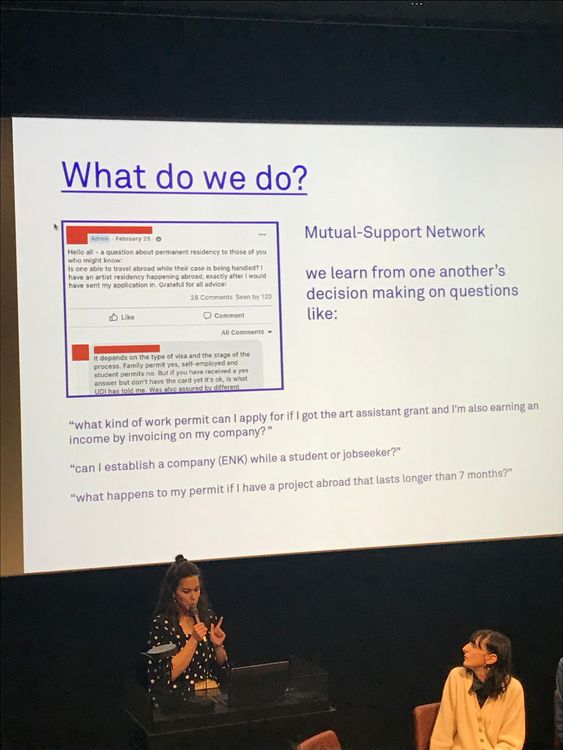 What do we do?
Admin · February 25 ·
Hello all - a question about permanent residency to those of you
who might know:
Is one able to travel abroad while their case is being handled? I
have an artist residency happening abroad, exactly after I would
have sent my application in. Grateful for all advice!
28 Comments Seen by 120
Like Comment
All Comments
It depends on the type of visa and the stage of the
process. Family permit yes, self-employed and
student permits no. But if you have received a yes
answer but don't have the card yet it's ok, is what
UDI has told me. Was also assured by different
Mutual-Support Network
we learn from one another's
decision making on questions
like:
“what kind of work permit can I apply for if I got the art assistant grant and I'm also earning an
income by invoicing on my company?”
“can I establish a company (ENK) while a student or jobseeker?”
“what happens to my permit if I have a project abroad that lasts longer than 7 months?”